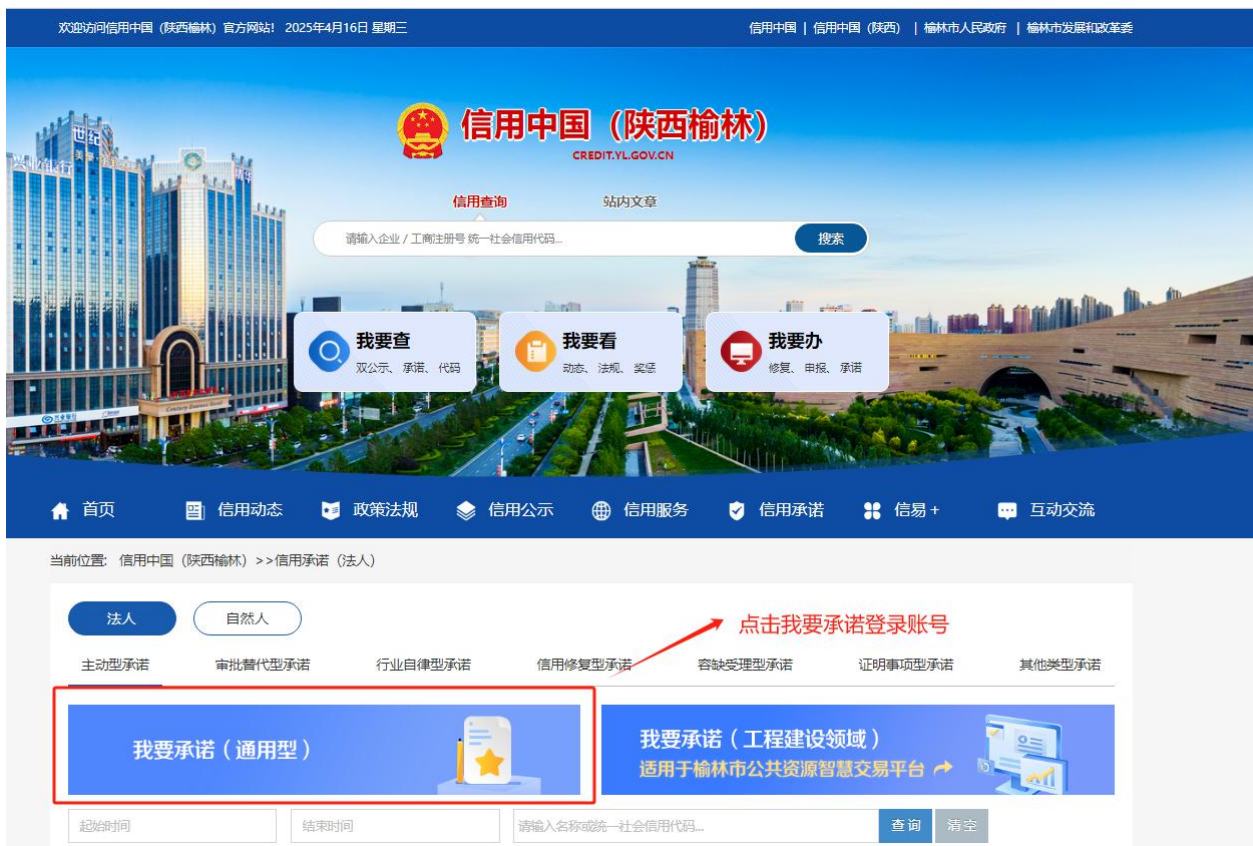 欢迎访问信用中国（陕西榆林）官方网站！ 2025年4月16日 星期三
信用中国 | 信用中国（陕西） | 榆林市人民政府 | 榆林市发展和改革委
世纪
兴业银行
信用中国（陕西榆林）
CREDIT.YL.GOV.CN
信用查询 站内文章
请输入企业 / 工商注册号 统一社会信用代码... 搜索
我要查 我要看 我要办
双公示、承诺、代码 动态、法规、奖惩 修复、申报、承诺
首页 信用动态 政策法规 信用公示 信用服务 信用承诺 信易+ 互动交流
当前位置: 信用中国（陕西榆林）>>信用承诺（法人）
法人 自然人
点击我要承诺登录账号
主动型承诺 审批替代型承诺 行业自律型承诺 信用修复型承诺 容缺受理型承诺 证明事项型承诺 其他类型承诺
我要承诺（通用型）
我要承诺（工程建设领域）
适用于榆林市公共资源智慧交易平台
起始时间 结束时间 请输入名称或统一社会信用代码... 查询 清空